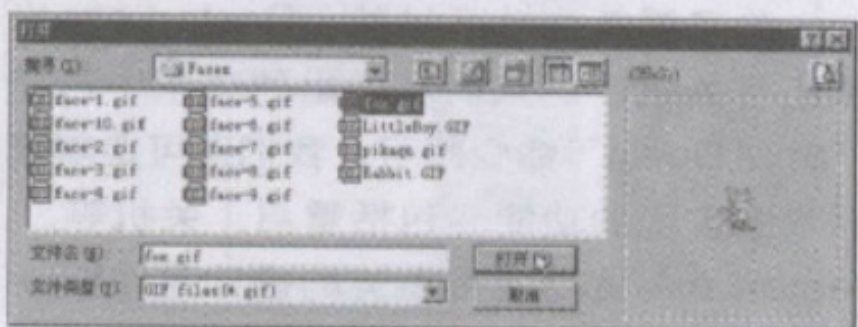 打开
搜寻(I): Faces
face-1.gif face-5.gif fox.gif
face-10.gif face-6.gif LittleBoy.GIF
face-2.gif face-7.gif pikaqu.gif
face-3.gif face-8.gif Rabbit.GIF
face-4.gif face-9.gif
文件名(N): fox.gif 打开(O)
文件类型(T): GIF files(*.gif) 取消